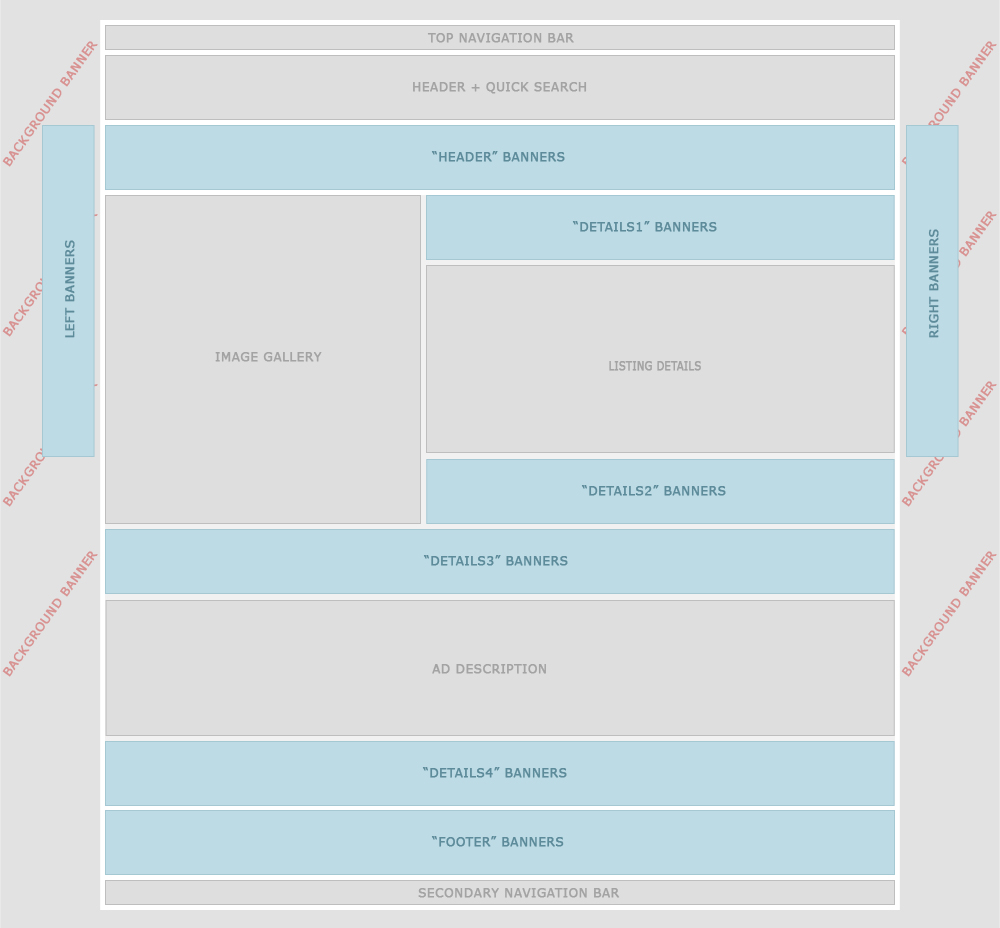 TOP NAVIGATION BAR
HEADER + QUICK SEARCH
"HEADER" BANNERS
BACKGROUND BANNER
BACKGROUND BANNER
LEFT BANNERS
RIGHT BANNERS
IMAGE GALLERY
"DETAILS1" BANNERS
LISTING DETAILS
"DETAILS2" BANNERS
BANNER
BANNER
"DETAILS3" BANNERS
BACKGROUND BANNER
BACKGROUND BANNER
AD DESCRIPTION
"DETAILS4" BANNERS
"FOOTER" BANNERS
SECONDARY NAVIGATION BAR